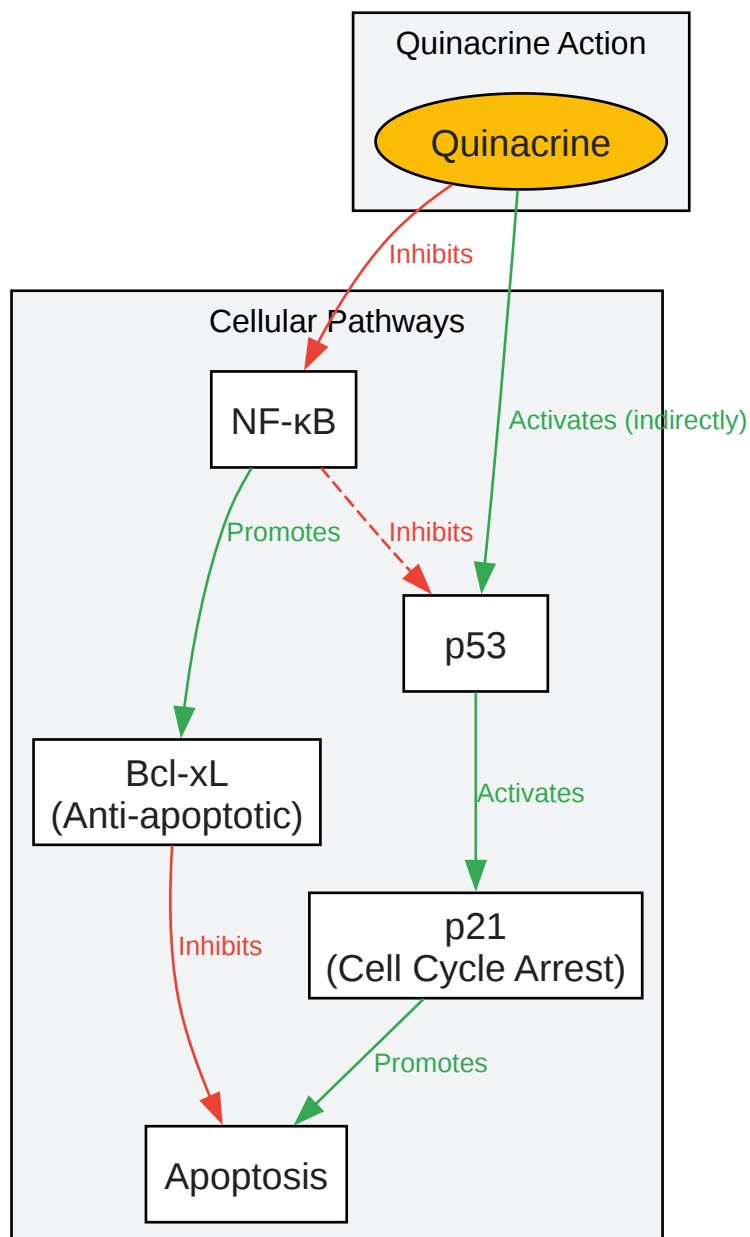 Quinacrine Action
Quinacrine
Inhibits
Cellular Pathways
NF-κB
Activates (indirectly)
Promotes
Inhibits
p53
Bcl-xL
(Anti-apoptotic)
Activates
p21
(Cell Cycle Arrest)
Inhibits
Promotes
Apoptosis